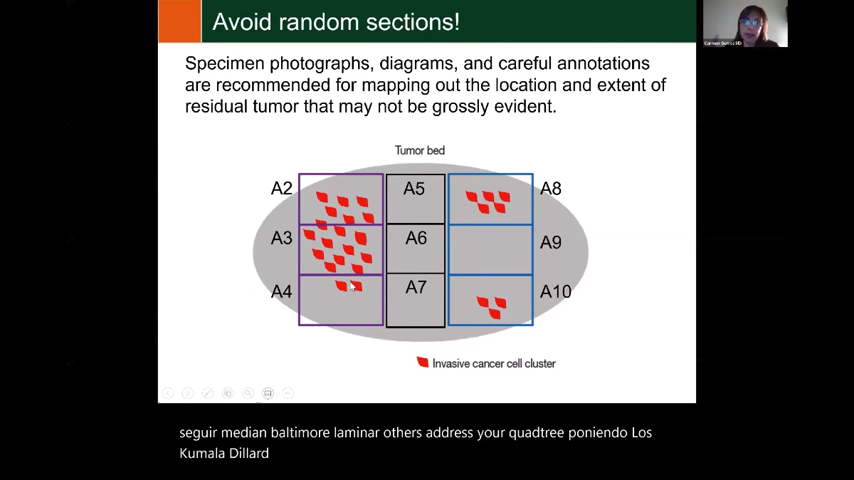 Avoid random sections!
Specimen photographs, diagrams, and careful annotations
are recommended for mapping out the location and extent of
residual tumor that may not be grossly evident.
Tumor bed
A2
A5
A8
A3
A6
A9
A4
A7
A10
Invasive cancer cell cluster
seguir median baltimore laminar others address your quadtree poniendo Los
Kumala Dillard